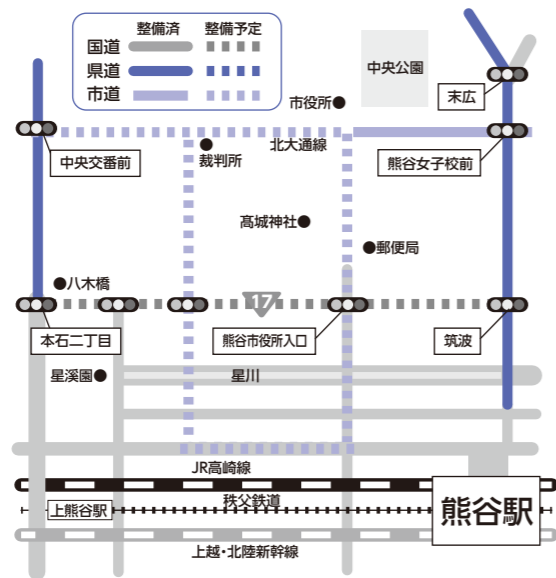 整備済 整備予定
国道
県道
市道
中央公園
市役所
末広
北大通線
中央交番前
裁判所
熊谷女子校前
髙城神社
郵便局
八木橋
17
本石二丁目
熊谷市役所入口
筑波
星溪園
星川
JR高崎線
秩父鉄道
上熊谷駅
熊谷駅
上越・北陸新幹線